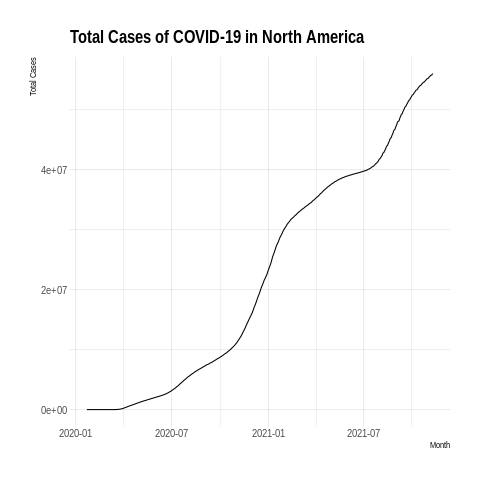 Total Cases of COVID-19 in North America
Total Cases
4e+07
2e+07
0e+00
2020-01 2020-07 2021-01 2021-07
Month